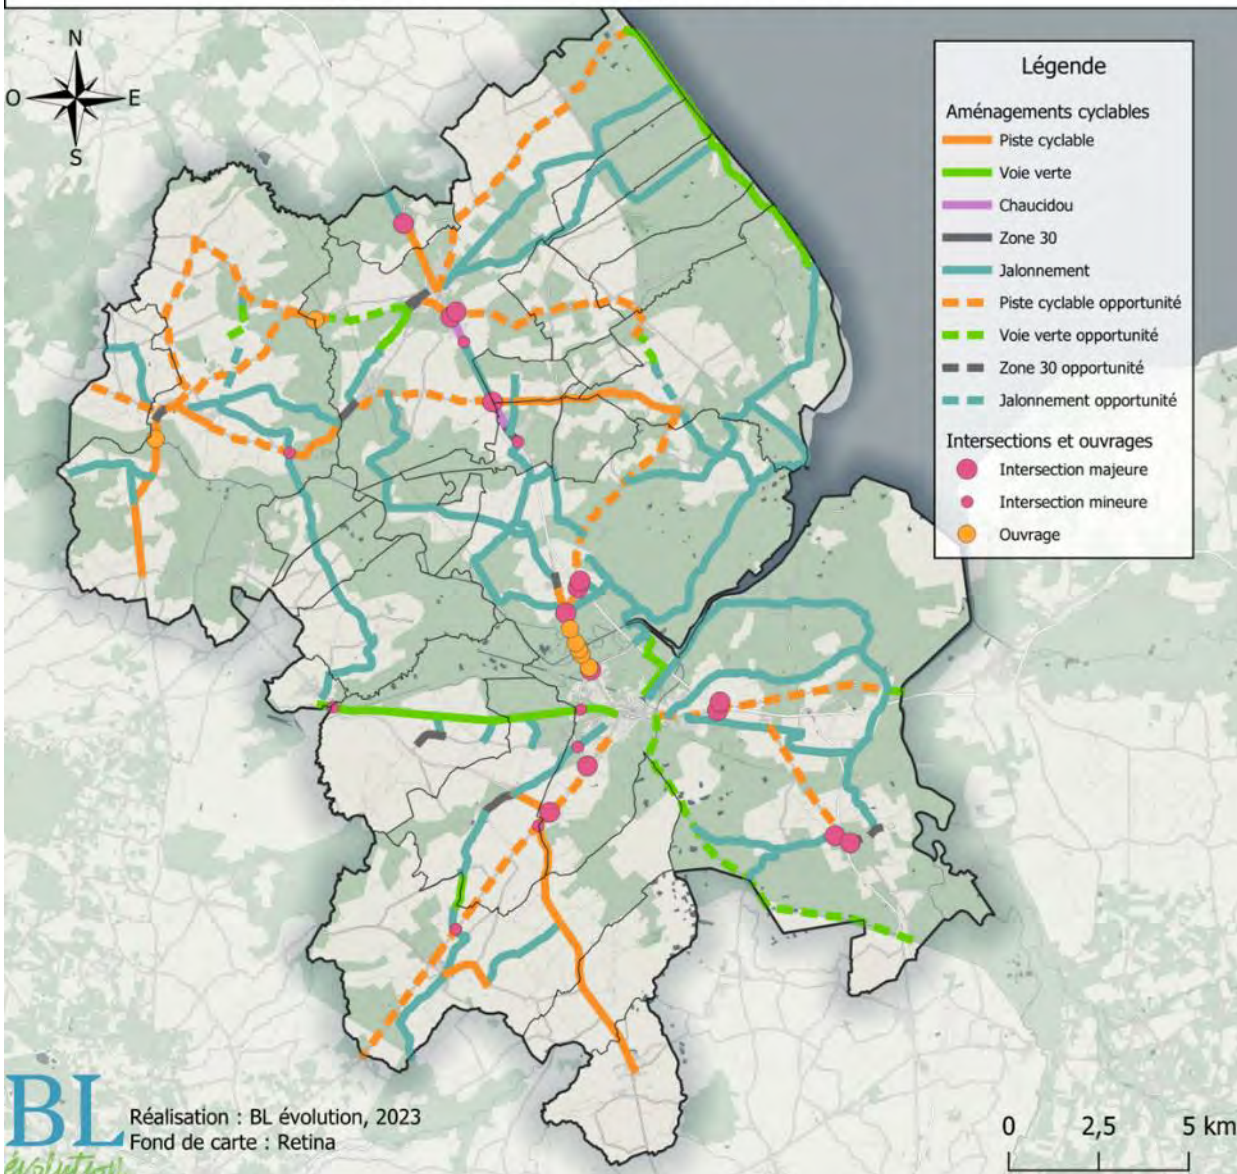 N
O
E
S
Légende
Aménagements cyclables
Piste cyclable
Voie verte
Chaucidou
Zone 30
Jalonnement
Piste cyclable opportunité
Voie verte opportunité
Zone 30 opportunité
Jalonnement opportunité
Intersections et ouvrages
Intersection majeure
Intersection mineure
Ouvrage
BL
évolution
Réalisation : BL évolution, 2023
Fond de carte : Retina
0 2,5 5 km